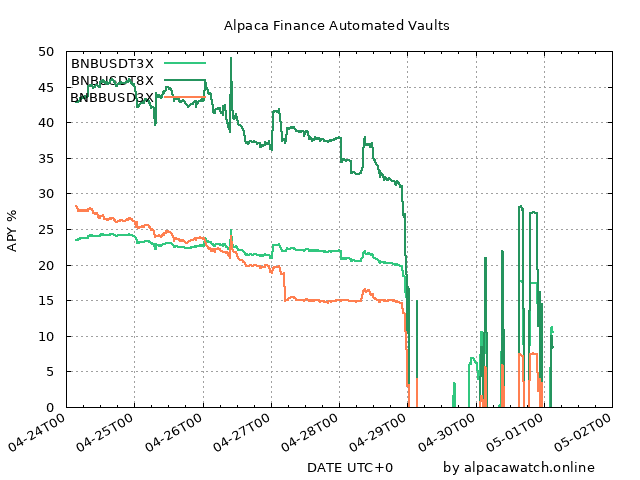 Alpaca Finance Automated Vaults
BNBUSDT3X
BNBUSDT8X
BNBBUSD3X
APY %
50
45
40
35
30
25
20
15
10
5
0
04-24T00
04-25T00
04-26T00
04-27T00
04-28T00
04-29T00
04-30T00
05-01T00
05-02T00
DATE UTC+0
by alpacawatch.online